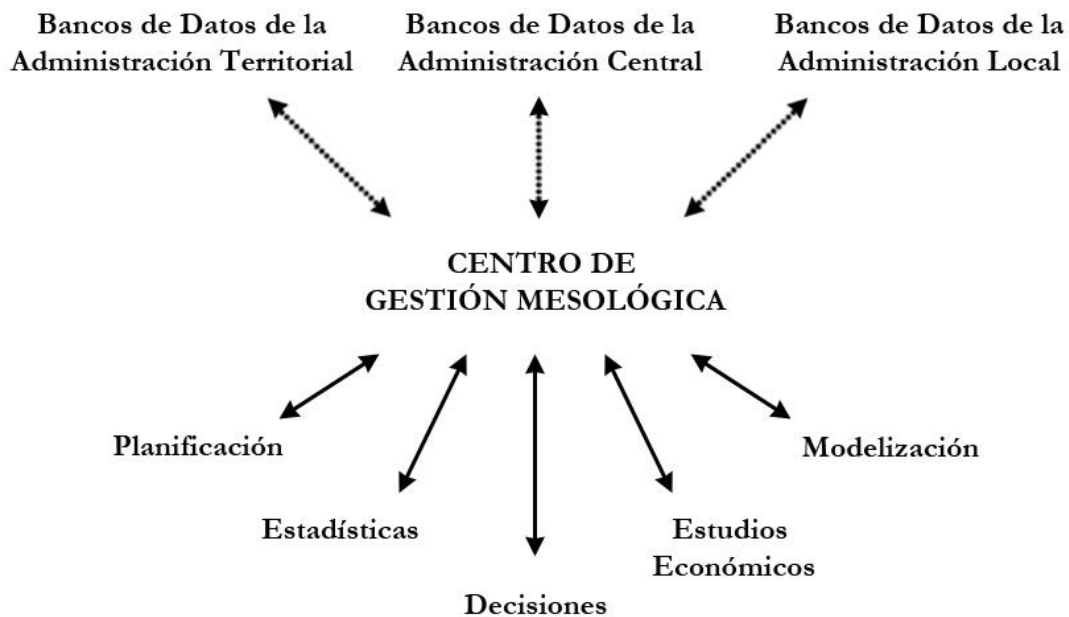 Bancos de Datos de la
Administración Territorial
Bancos de Datos de la
Administración Central
Bancos de Datos de la
Administración Local
CENTRO DE
GESTIÓN MESOLÓGICA
Planificación
Modelización
Estadísticas
Estudios
Económicos
Decisiones